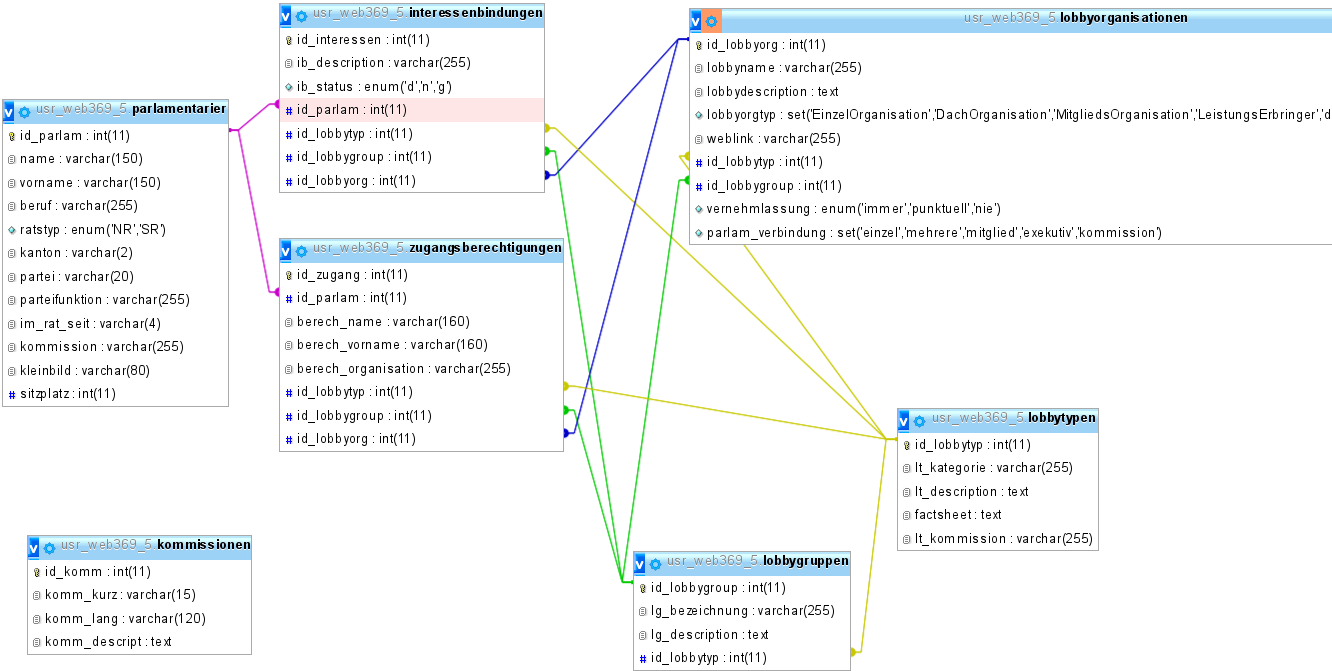 usr_web369_5 parlamentarier
id_parlam : int(11)
name : varchar(150)
vorname : varchar(150)
beruf : varchar(255)
ratstyp : enum('NR','SR')
kanton : varchar(2)
partei : varchar(20)
parteifunktion : varchar(255)
im_rat_seit : varchar(4)
kommission : varchar(255)
kleinbild : varchar(80)
sitzplatz : int(11)
usr_web369_5 interessenbindungen
id_interessen : int(11)
ib_description : varchar(255)
ib_status : enum('d','n','g')
id_parlam : int(11)
id_lobbytyp : int(11)
id_lobbygroup : int(11)
id_lobbyorg : int(11)
usr_web369_5 zugangsberechtigungen
id_zugang : int(11)
id_parlam : int(11)
berech_name : varchar(160)
berech_vorname : varchar(160)
berech_organisation : varchar(255)
id_lobbytyp : int(11)
id_lobbygroup : int(11)
id_lobbyorg : int(11)
usr_web369_5 lobbyorganisationen
id_lobbyorg : int(11)
lobbyname : varchar(255)
lobbydescription : text
lobbyorgtyp : set('EinzelOrganisation','DachOrganisation','MitgliedsOrganisation','LeistungsErbringer','d
weblink : varchar(255)
id_lobbytyp : int(11)
id_lobbygroup : int(11)
vernehmlassung : enum('immer','punktuell','nie')
parlam_verbindung : set('einzel','mehrere','mitglied','exekutiv','kommission')
usr_web369_5 lobbytypen
id_lobbytyp : int(11)
lt_kategorie : varchar(255)
lt_description : text
factsheet : text
lt_kommission : varchar(255)
usr_web369_5 kommissionen
id_komm : int(11)
komm_kurz : varchar(15)
komm_lang : varchar(120)
komm_descript : text
usr_web369_5 lobbygruppen
id_lobbygroup : int(11)
lg_bezeichnung : varchar(255)
lg_description : text
id_lobbytyp : int(11)